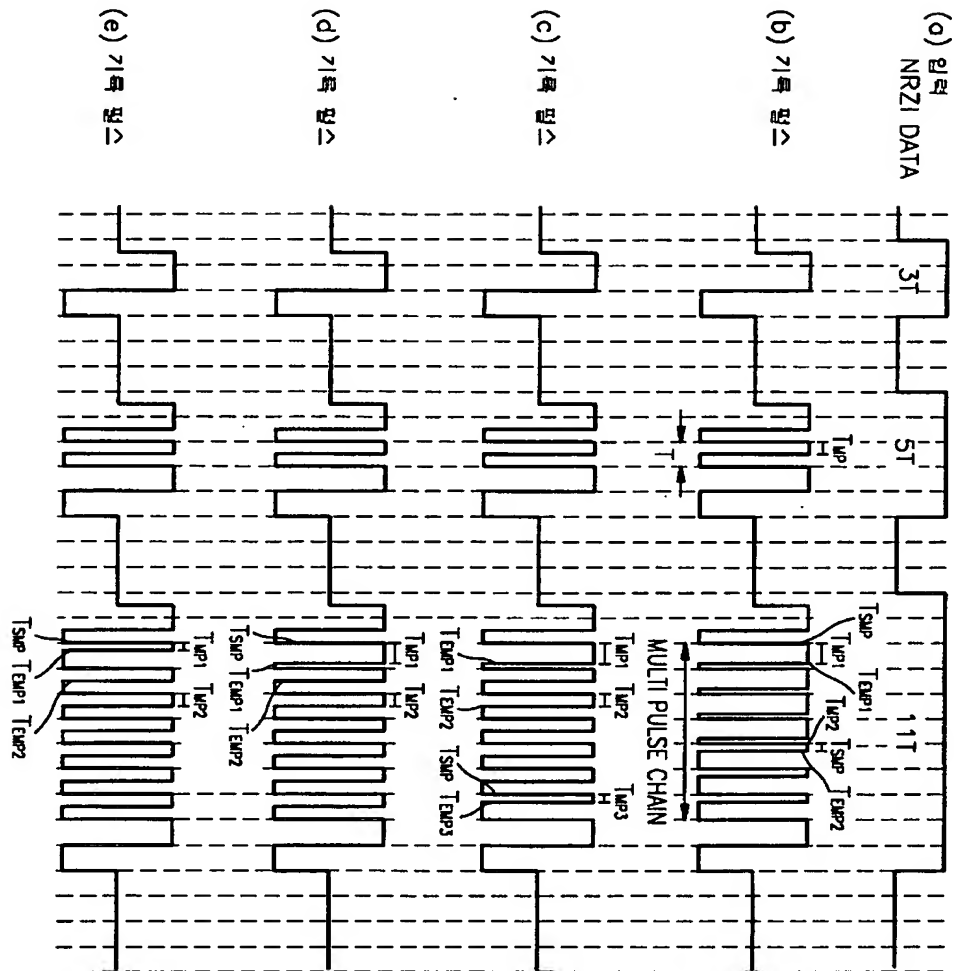 (a) 입력
NRZI DATA
3T
5T
11T
(b) 기록 펄스
TMP
T
TSMP
TMP1
TEMP1
TMP2
TSMP
TEMP2
MULTI PULSE CHAIN
(c) 기록 펄스
TMP1
TEMP1
TMP2
TEMP2
TMP3
TSMP
TEMP3
(d) 기록 펄스
TMP1
TMP2
TSMP
TEMP1
TEMP2
(e) 기록 펄스
TMP1
TMP2
TSMP
TEMP1
TEMP2